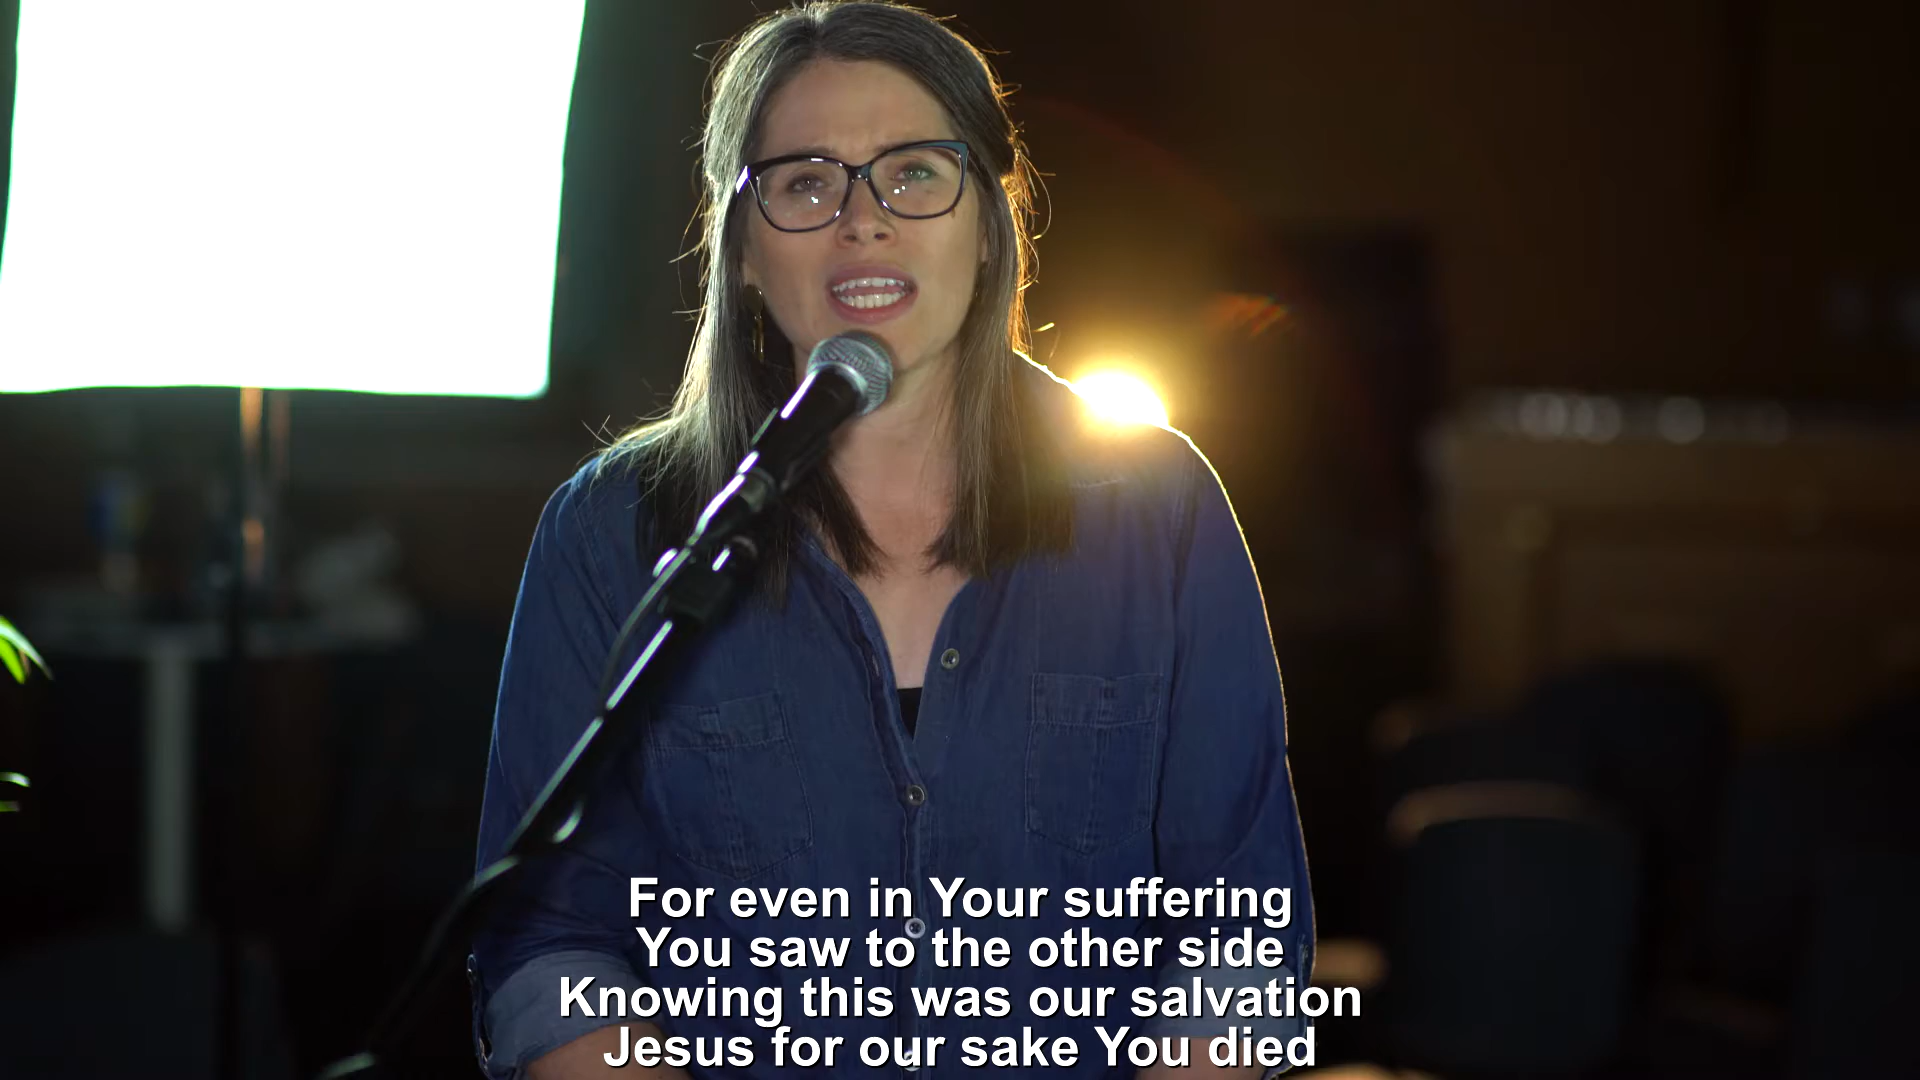 For even in Your suffering
You saw to the other side
Knowing this was our salvation
Jesus for our sake You died